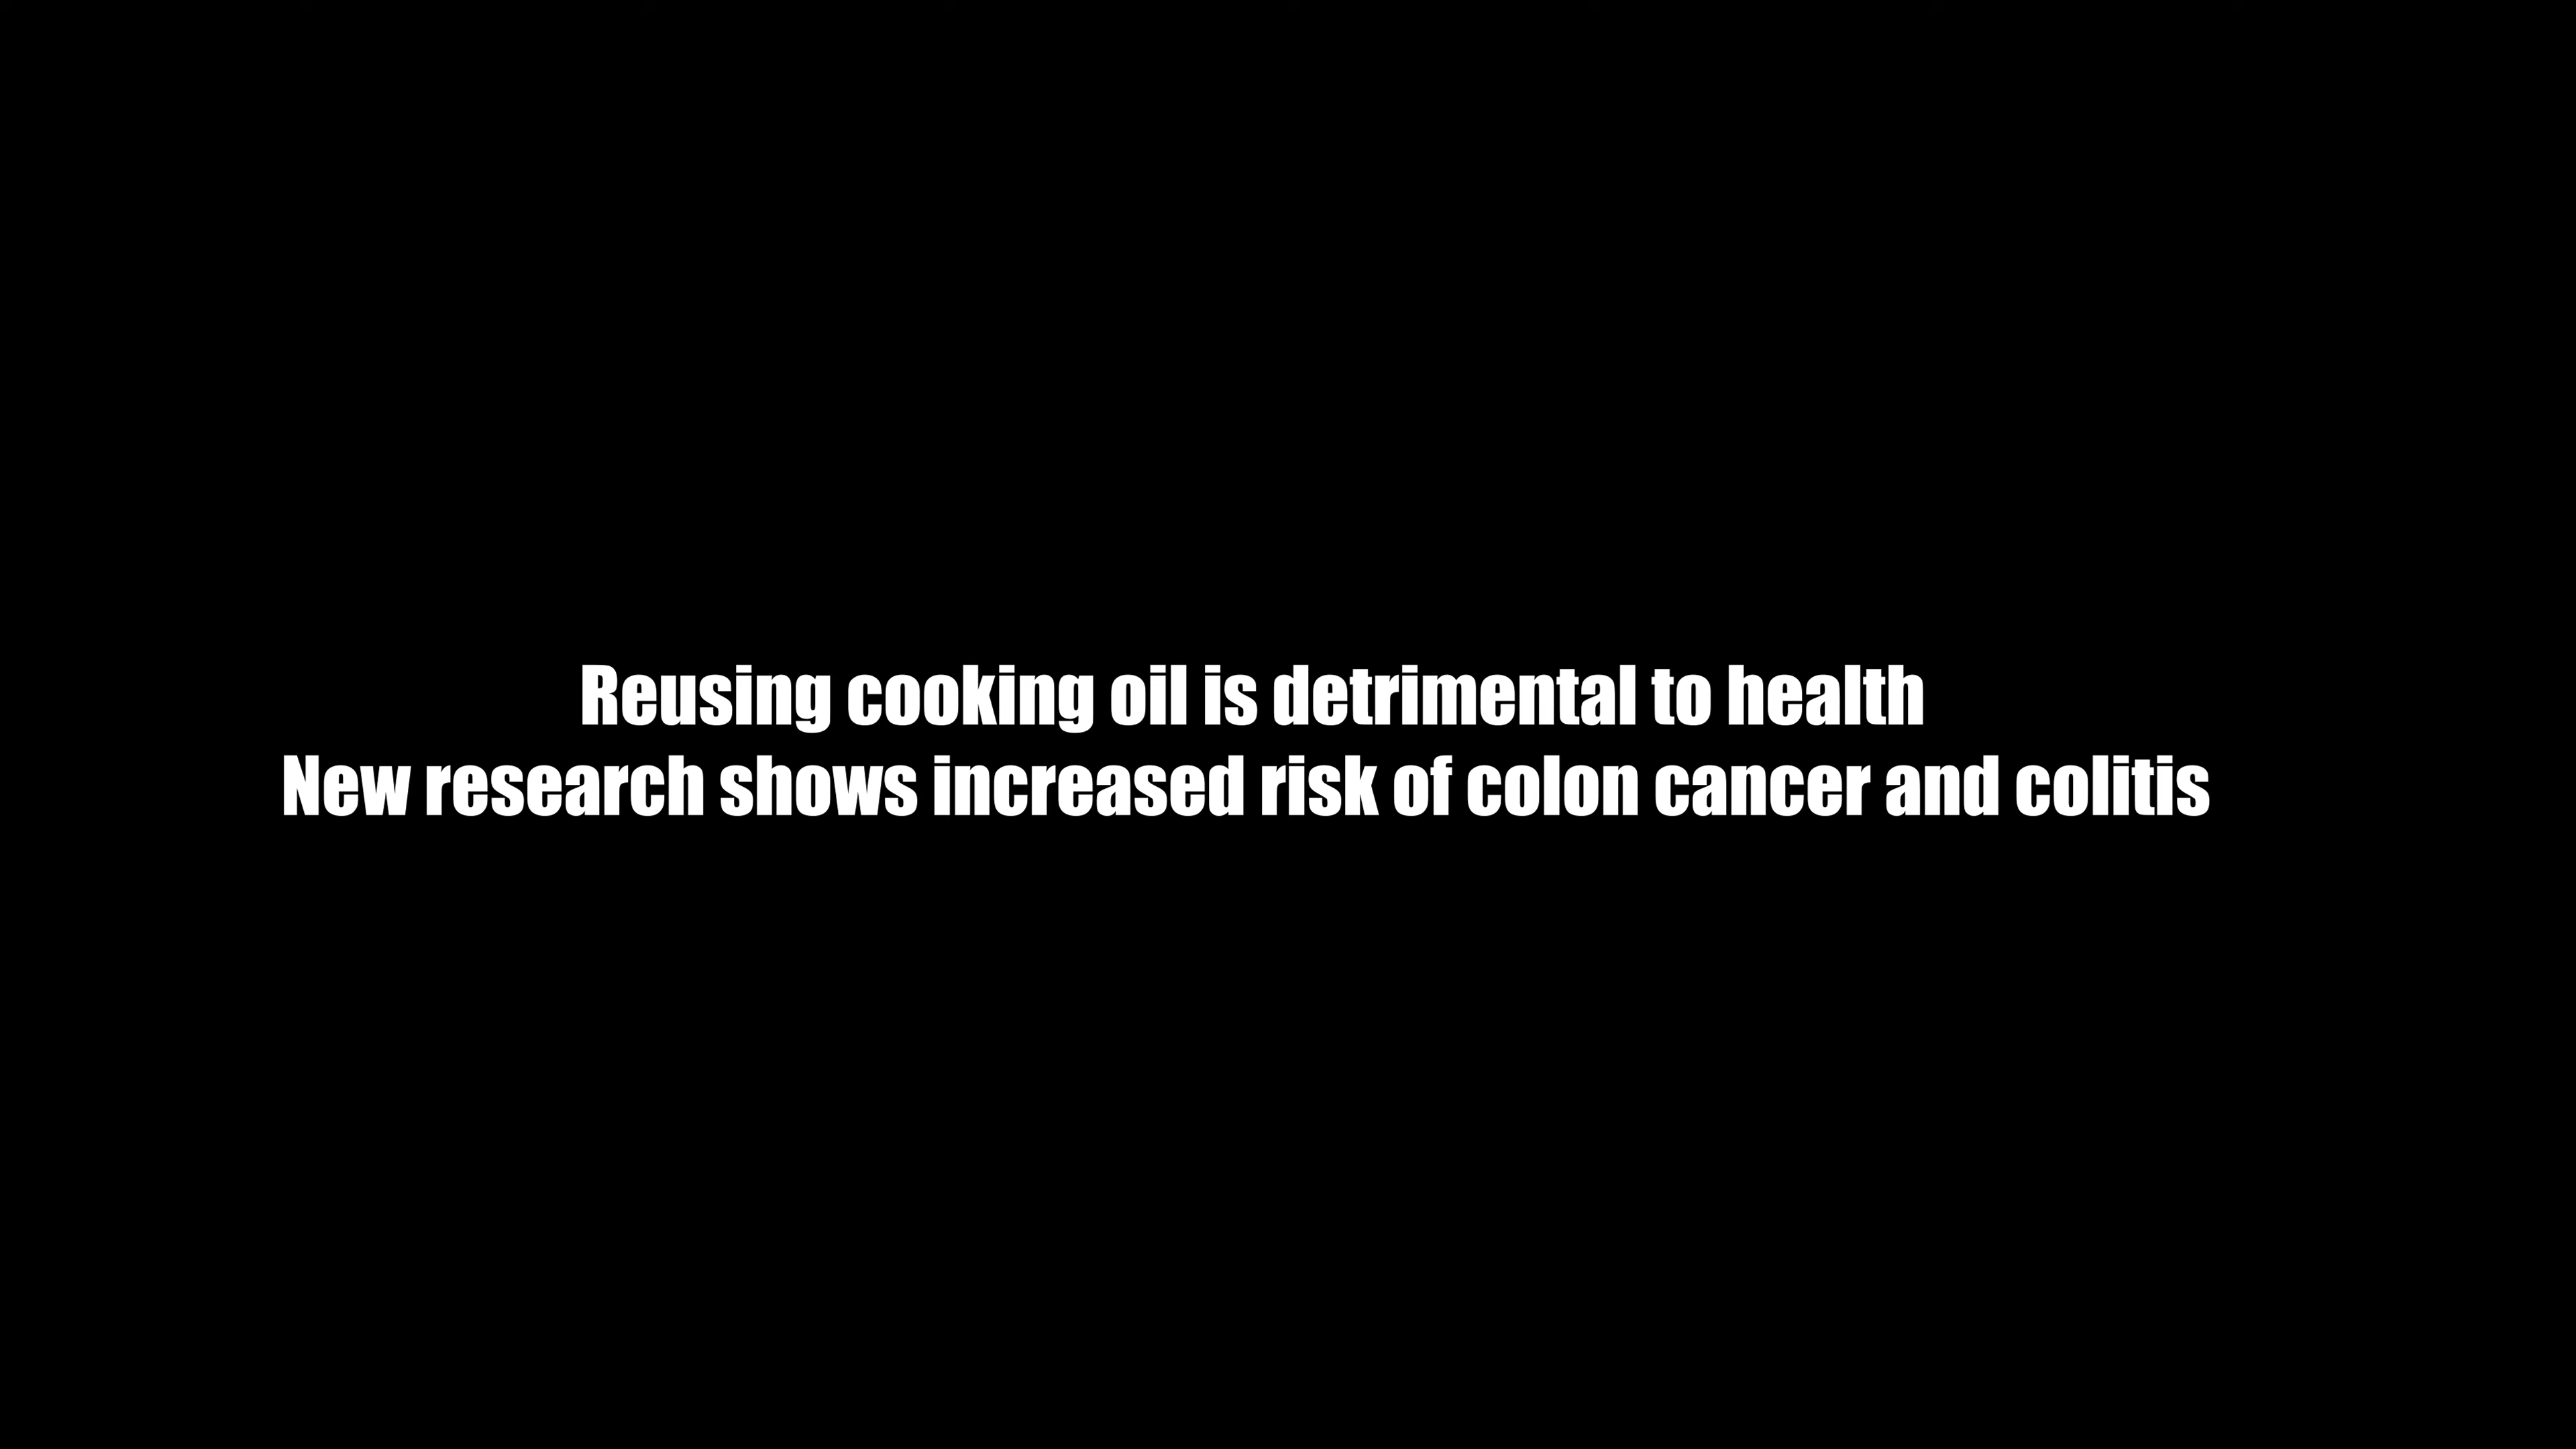 Reusing cooking oil is detrimental to health
New research shows increased risk of colon cancer and colitis